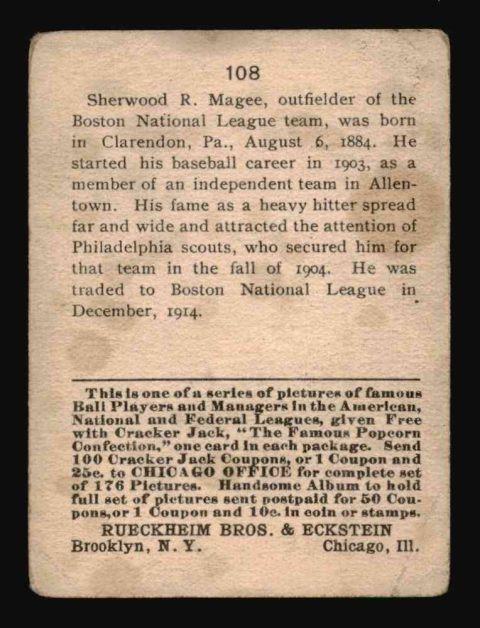 108
Sherwood R. Magee, outfielder of the
Boston National League team, was born
in Clarendon, Pa., August 6, 1884. He
started his baseball career in 1903, as a
member of an independent team in Allen-
town. His fame as a heavy hitter spread
far and wide and attracted the attention of
Philadelphia scouts, who secured him for
that team in the fall of 1904. He was
traded to Boston National League in
December, 1914.
This is one of a series of pictures of famous
Ball Players and Managers in the American,
National and Federal Leagues, given Free
with Cracker Jack, "The Famous Popcorn
Confection," one card in each package. Send
100 Cracker Jack Coupons, or 1 Coupon and
25c. to CHICAGO OFFICE for complete set
of 176 Pictures. Handsome Album to hold
full set of pictures sent postpaid for 50 Cou-
pons, or 1 Coupon and 10c. in coin or stamps.
RUECKHEIM BROS. & ECKSTEIN
Brooklyn, N. Y. Chicago, Ill.